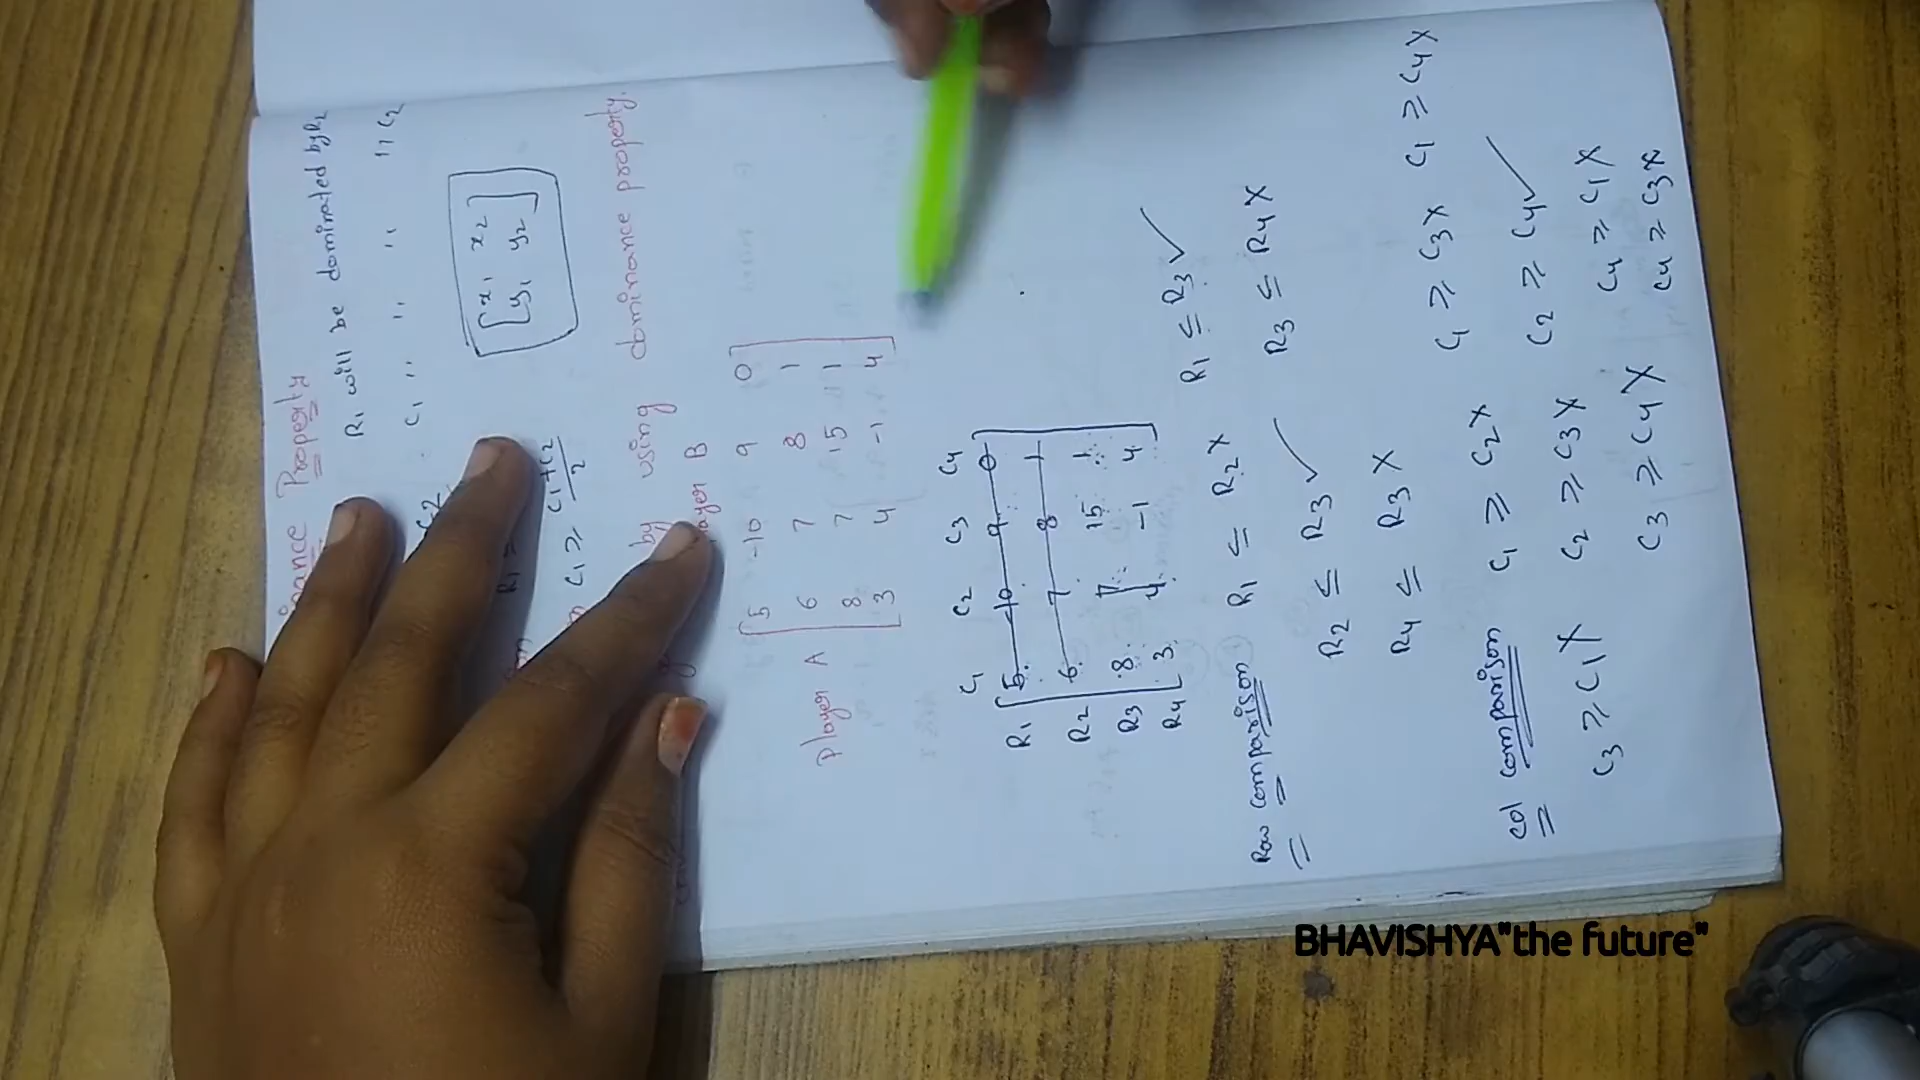 Property
R1 will be dominated by R2
C1 " " " " C2
C2
R1
C1 ≥ C1+C2/2
[x1 x2
y1 y2]
by using dominance property.
Player B
Player A
[5 -10 9 0
6 7 8 1
8 7 15 1
3 4 -1 4]
C1 C2 C3 C4
R1 [5 -10 9 0
R2 6 7 8 1
R3 8 7 15 1
R4 3 4 -1 4]
Row comparison R1 ≤ R2 X R1 ≤ R3 ✓
R2 ≤ R3 ✓ R3 ≤ R4 X
R4 ≤ R3 X
Col comparison C1 ≥ C2 X C1 ≥ C3 X C1 ≥ C4 X
C2 ≥ C3 X C2 ≥ C4 ✓
C3 ≥ C1 X C3 ≥ C4 X C4 ≥ C1 X
C4 ≥ C3 X
BHAVISHYA"the future"